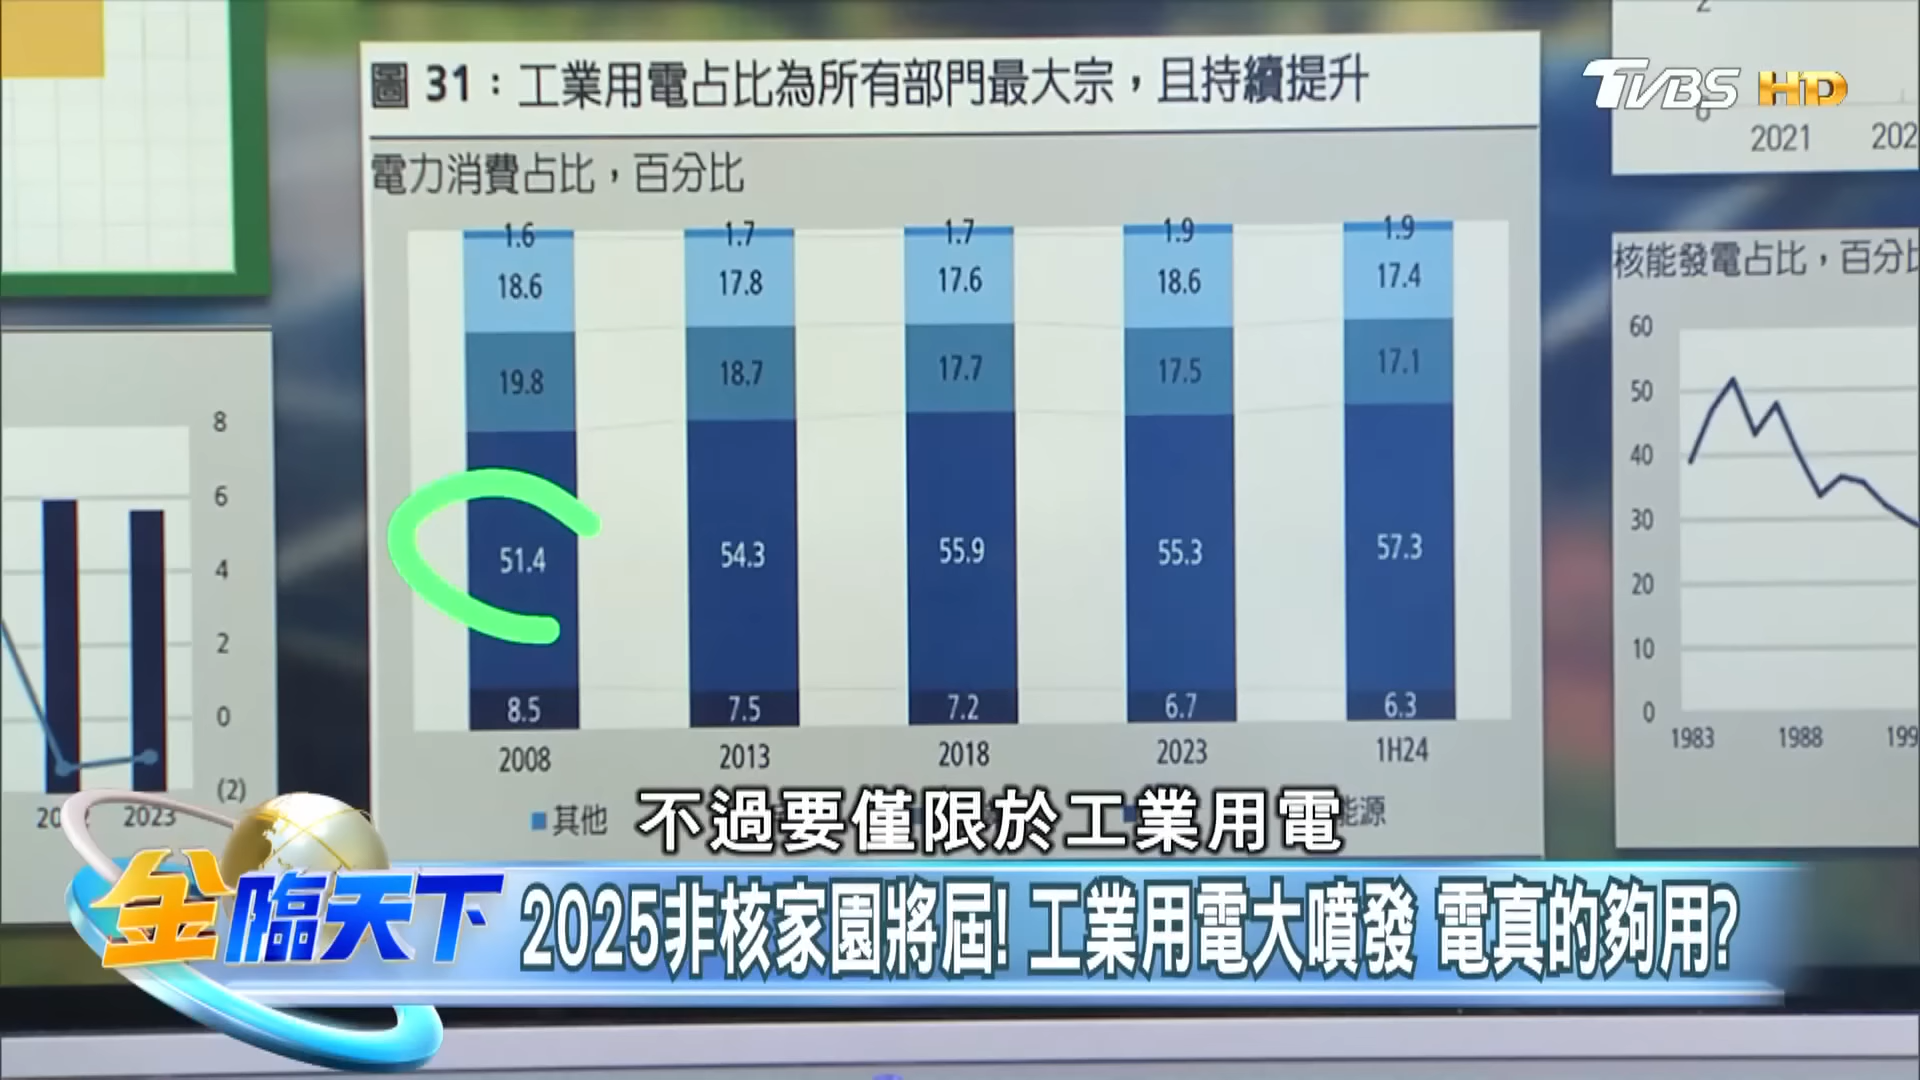 TVBS HD
圖 31：工業用電占比為所有部門最大宗，且持續提升
電力消費占比，百分比
1.6 1.7 1.7 1.9 1.9
18.6 17.8 17.6 18.6 17.4
19.8 18.7 17.7 17.5 17.1
51.4 54.3 55.9 55.3 57.3
8.5 7.5 7.2 6.7 6.3
2008 2013 2018 2023 1H24
其他
能源
8
6
4
2
0
(2)
2023
2021
核能發電占比，百分比
60
50
40
30
20
10
0
1983 1988
不過要僅限於工業用電
金臨天下
2025非核家園將屆! 工業用電大噴發 電真的夠用?